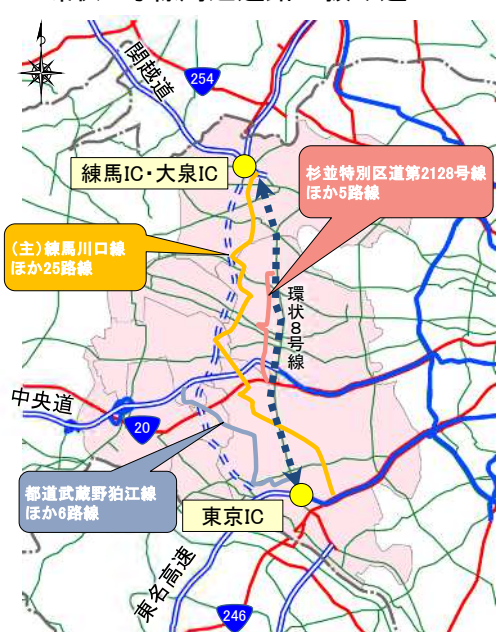 関越道
254
練馬IC・大泉IC
杉並特別区道第2128号線
ほか5路線
(主)練馬川口線
ほか25路線
環状8号線
中央道
20
都道武蔵野狛江線
ほか6路線
東京IC
東名高速
246